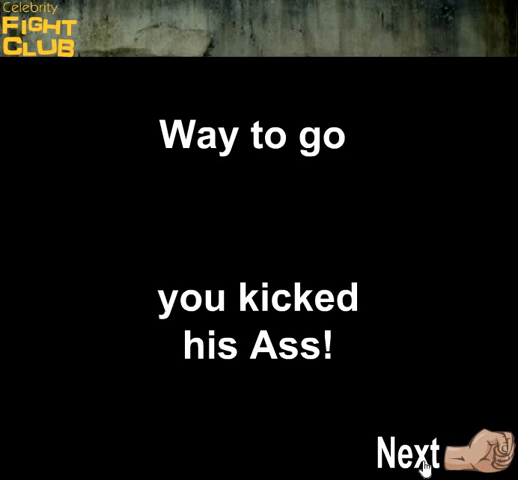 Celebrity
FIGHT
CLUB
Way to go
you kicked
his Ass!
Next